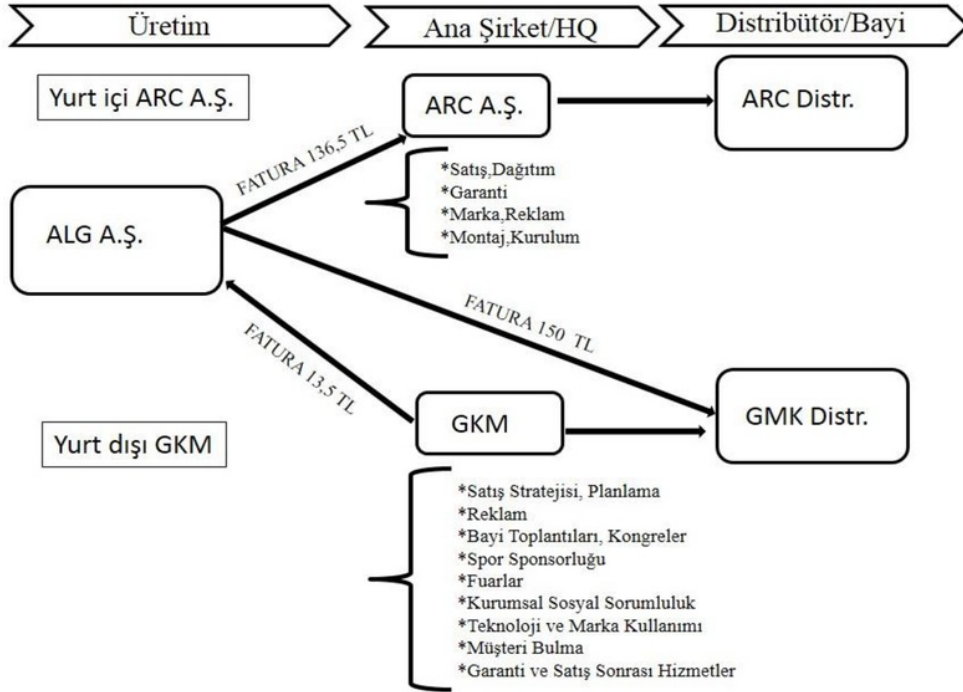 Üretim
Ana Şirket/HQ
Distribütör/Bayi
Yurt içi ARC A.Ş.
ARC A.Ş.
ARC Distr.
FATURA 136,5 TL
*Satış,Dağıtım
*Garanti
*Marka,Reklam
*Montaj,Kurulum
ALG A.Ş.
FATURA 150 TL
FATURA 13,5 TL
GKM
GMK Distr.
Yurt dışı GKM
*Satış Stratejisi, Planlama
*Reklam
*Bayi Toplantıları, Kongreler
*Spor Sponsorluğu
*Fuarlar
*Kurumsal Sosyal Sorumluluk
*Teknoloji ve Marka Kullanımı
*Müşteri Bulma
*Garanti ve Satış Sonrası Hizmetler